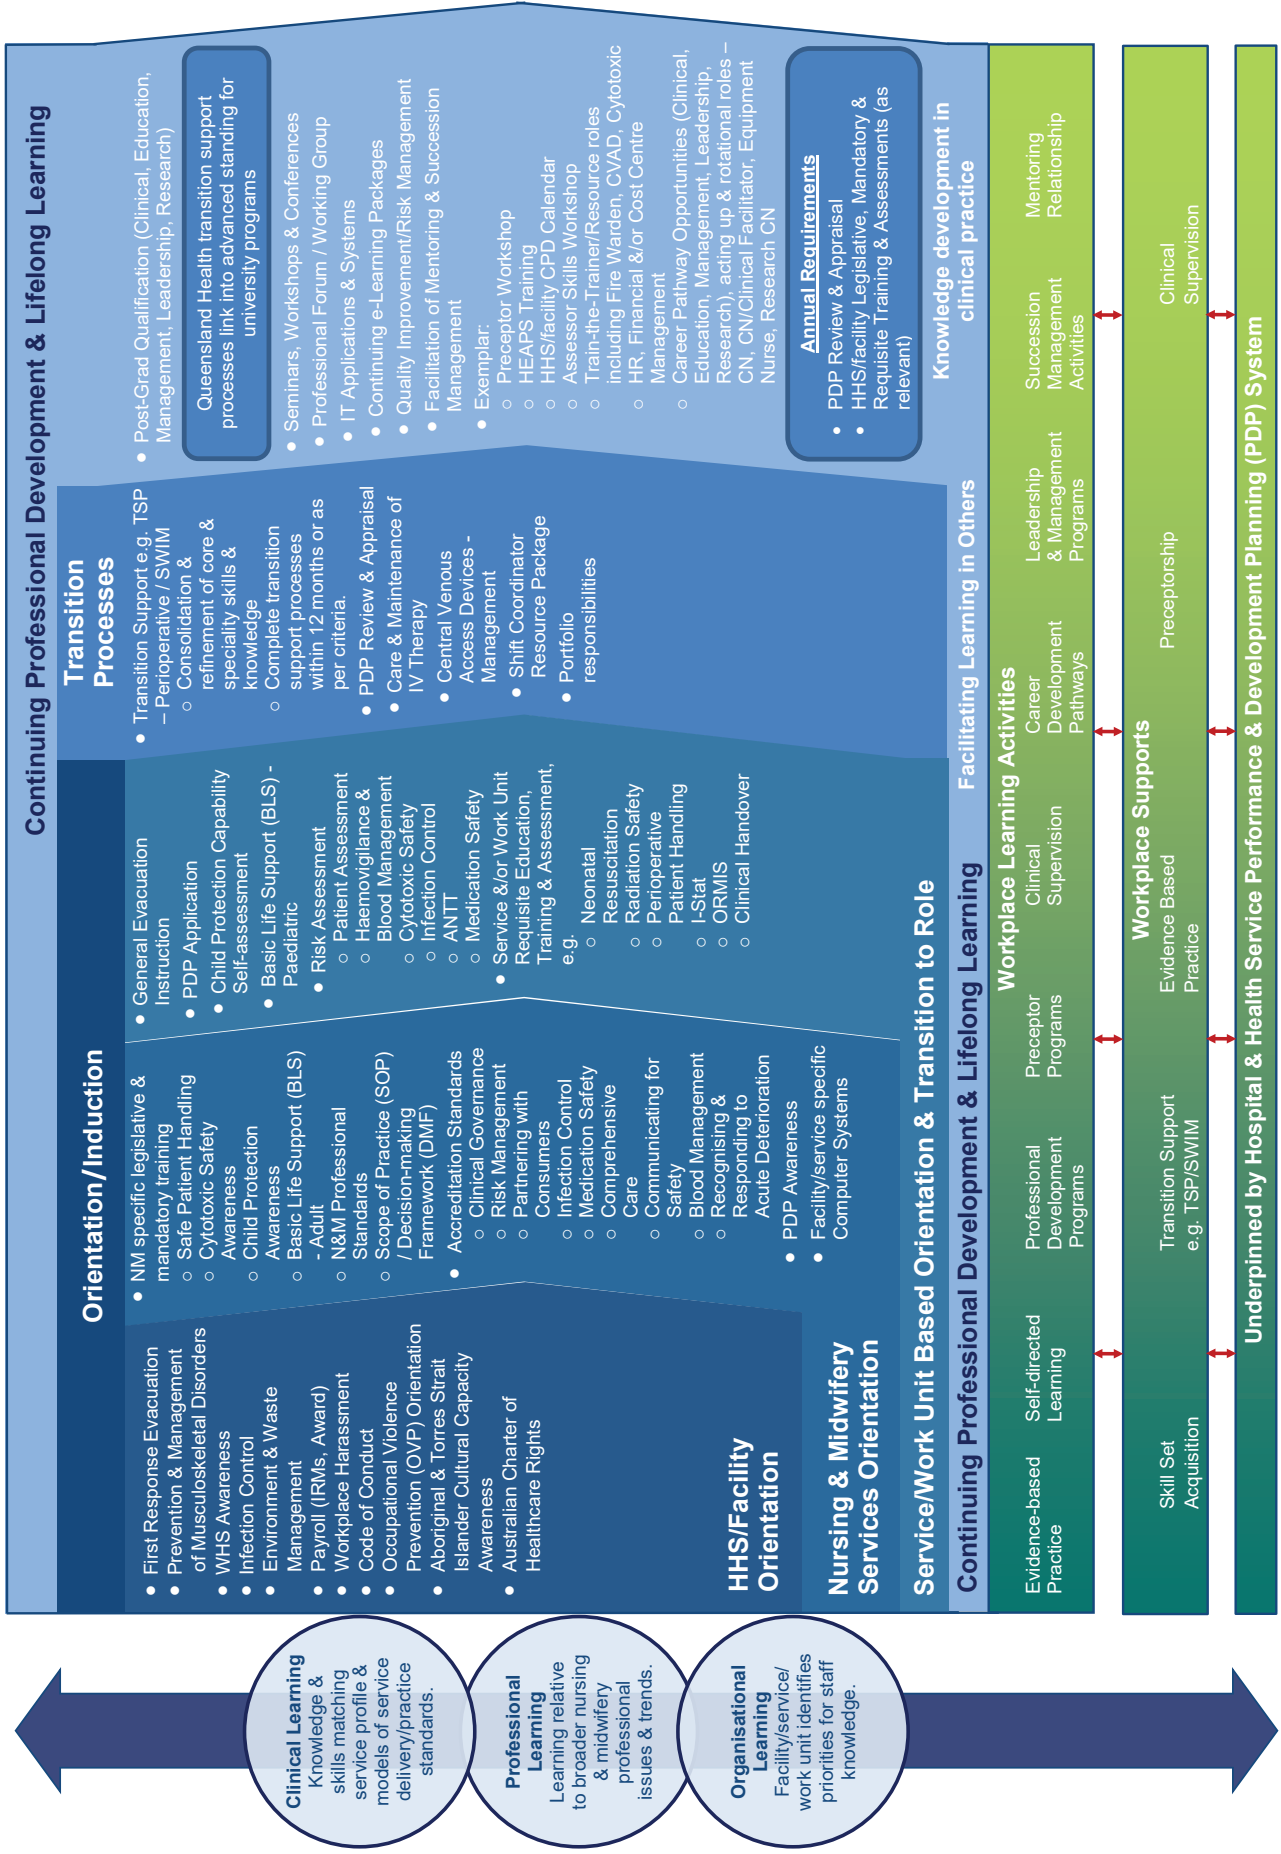 Continuing Professional Development & Lifelong Learning
Clinical Learning
Knowledge &
skills matching
service profile &
models of service
delivery/practice
standards.
Professional
Learning
Learning relative
to broader nursing
& midwifery
professional
issues & trends.
Organisational
Learning
Facility/service/
work unit identifies
priorities for staff
knowledge.
Orientation/Induction
● First Response Evacuation
● Prevention & Management
of Musculoskeletal Disorders
● WHS Awareness
● Infection Control
● Environment & Waste
Management
● Payroll (IRMs, Award)
● Workplace Harassment
● Code of Conduct
● Occupational Violence
Prevention (OVP) Orientation
● Aboriginal & Torres Strait
Islander Cultural Capacity
Awareness
● Australian Charter of
Healthcare Rights
HHS/Facility
Orientation
● NM specific legislative &
mandatory training
○ Safe Patient Handling
○ Cytotoxic Safety
Awareness
○ Child Protection
Awareness
○ Basic Life Support (BLS)
- Adult
○ N&M Professional
Standards
○ Scope of Practice (SOP)
/ Decision-making
Framework (DMF)
● Accreditation Standards
○ Clinical Governance
○ Risk Management
○ Partnering with
Consumers
○ Infection Control
○ Medication Safety
○ Comprehensive
Care
○ Communicating for
Safety
○ Blood Management
○ Recognising &
Responding to
Acute Deterioration
● PDP Awareness
● Facility/service specific
Computer Systems
Nursing & Midwifery
Services Orientation
● General Evacuation
Instruction
● PDP Application
● Child Protection Capability
Self-assessment
● Basic Life Support (BLS) -
Paediatric
● Risk Assessment
○ Patient Assessment
○ Haemovigilance &
Blood Management
○ Cytotoxic Safety
○ Infection Control
○ ANTT
○ Medication Safety
● Service &/or Work Unit
Requisite Education,
Training & Assessment,
e.g.
○ Neonatal
Resuscitation
○ Radiation Safety
○ Perioperative
Patient Handling
○ I-Stat
○ ORMIS
○ Clinical Handover
Service/Work Unit Based Orientation & Transition to Role
Transition
Processes
● Transition Support e.g. TSP
– Perioperative / SWIM
○ Consolidation &
refinement of core &
speciality skills &
knowledge
○ Complete transition
support processes
within 12 months or as
per criteria.
● PDP Review & Appraisal
● Care & Maintenance of
IV Therapy
● Central Venous
Access Devices -
Management
● Shift Coordinator
Resource Package
● Portfolio
responsibilities
Facilitating Learning in Others
● Post-Grad Qualification (Clinical, Education,
Management, Leadership, Research)
Queensland Health transition support
processes link into advanced standing for
university programs
● Seminars, Workshops & Conferences
● Professional Forum / Working Group
● IT Applications & Systems
● Continuing e-Learning Packages
● Quality Improvement/Risk Management
● Facilitation of Mentoring & Succession
Management
● Exemplar:
○ Preceptor Workshop
○ HEAPS Training
○ HHS/facility CPD Calendar
○ Assessor Skills Workshop
○ Train-the-Trainer/Resource roles
including Fire Warden, CVAD, Cytotoxic
○ HR, Financial &/or Cost Centre
Management
○ Career Pathway Opportunities (Clinical,
Education, Management, Leadership,
Research), acting up & rotational roles –
CN, CN/Clinical Facilitator, Equipment
Nurse, Research CN
Annual Requirements
● PDP Review & Appraisal
● HHS/facility Legislative, Mandatory &
Requisite Training & Assessments (as
relevant)
Knowledge development in
clinical practice
Continuing Professional Development & Lifelong Learning
Workplace Learning Activities
Evidence-based
Practice
Self-directed
Learning
Professional
Development
Programs
Preceptor
Programs
Clinical
Supervision
Career
Development
Pathways
Leadership
& Management
Programs
Succession
Management
Activities
Mentoring
Relationship
Workplace Supports
Skill Set
Acquisition
Transition Support
e.g. TSP/SWIM
Evidence Based
Practice
Preceptorship
Clinical
Supervision
Underpinned by Hospital & Health Service Performance & Development Planning (PDP) System